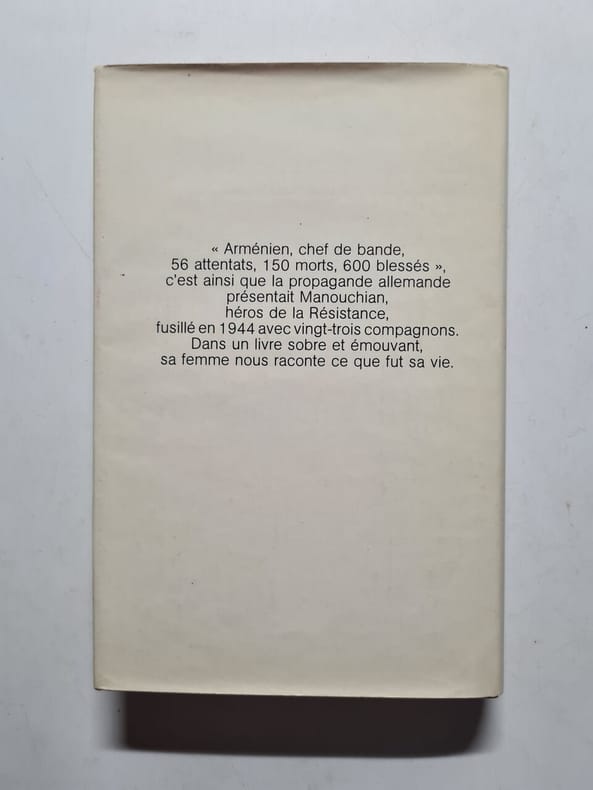 « Arménien, chef de bande,
56 attentats, 150 morts, 600 blessés »,
c'est ainsi que la propagande allemande
présentait Manouchian,
héros de la Résistance,
fusillé en 1944 avec vingt-trois compagnons.
Dans un livre sobre et émouvant,
sa femme nous raconte ce que fut sa vie.